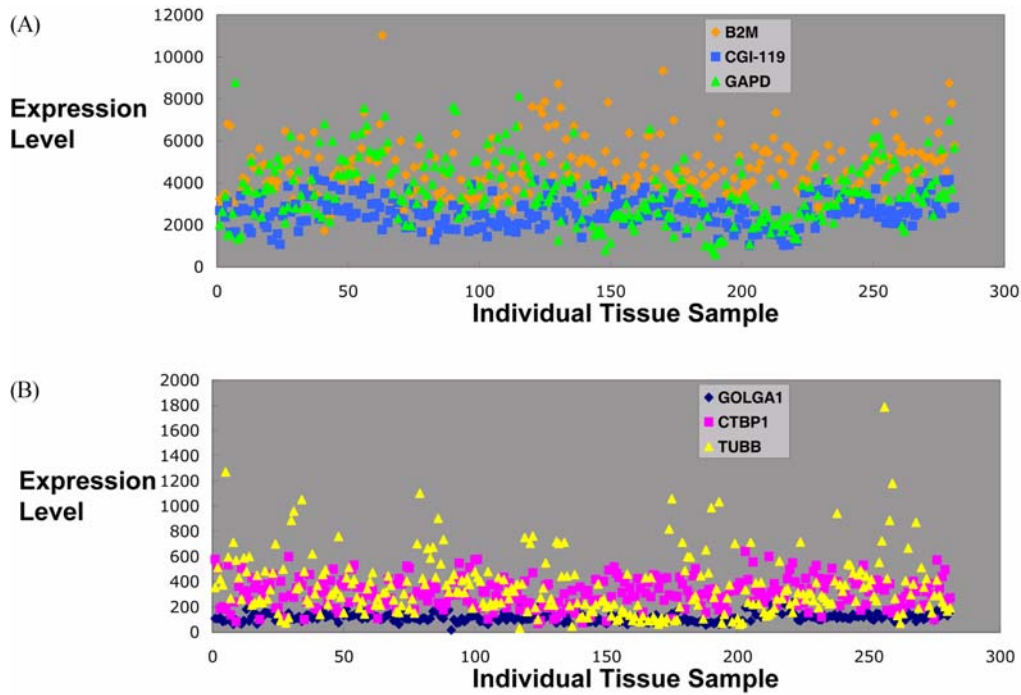 (A)
12000
10000
8000
6000
4000
2000
0
Expression
Level
B2M
CGI-119
GAPD
0 50 100 150 200 250 300
Individual Tissue Sample
(B)
2000
1800
1600
1400
1200
1000
800
600
400
200
0
Expression
Level
GOLGA1
CTBP1
TUBB
0 50 100 150 200 250 300
Individual Tissue Sample